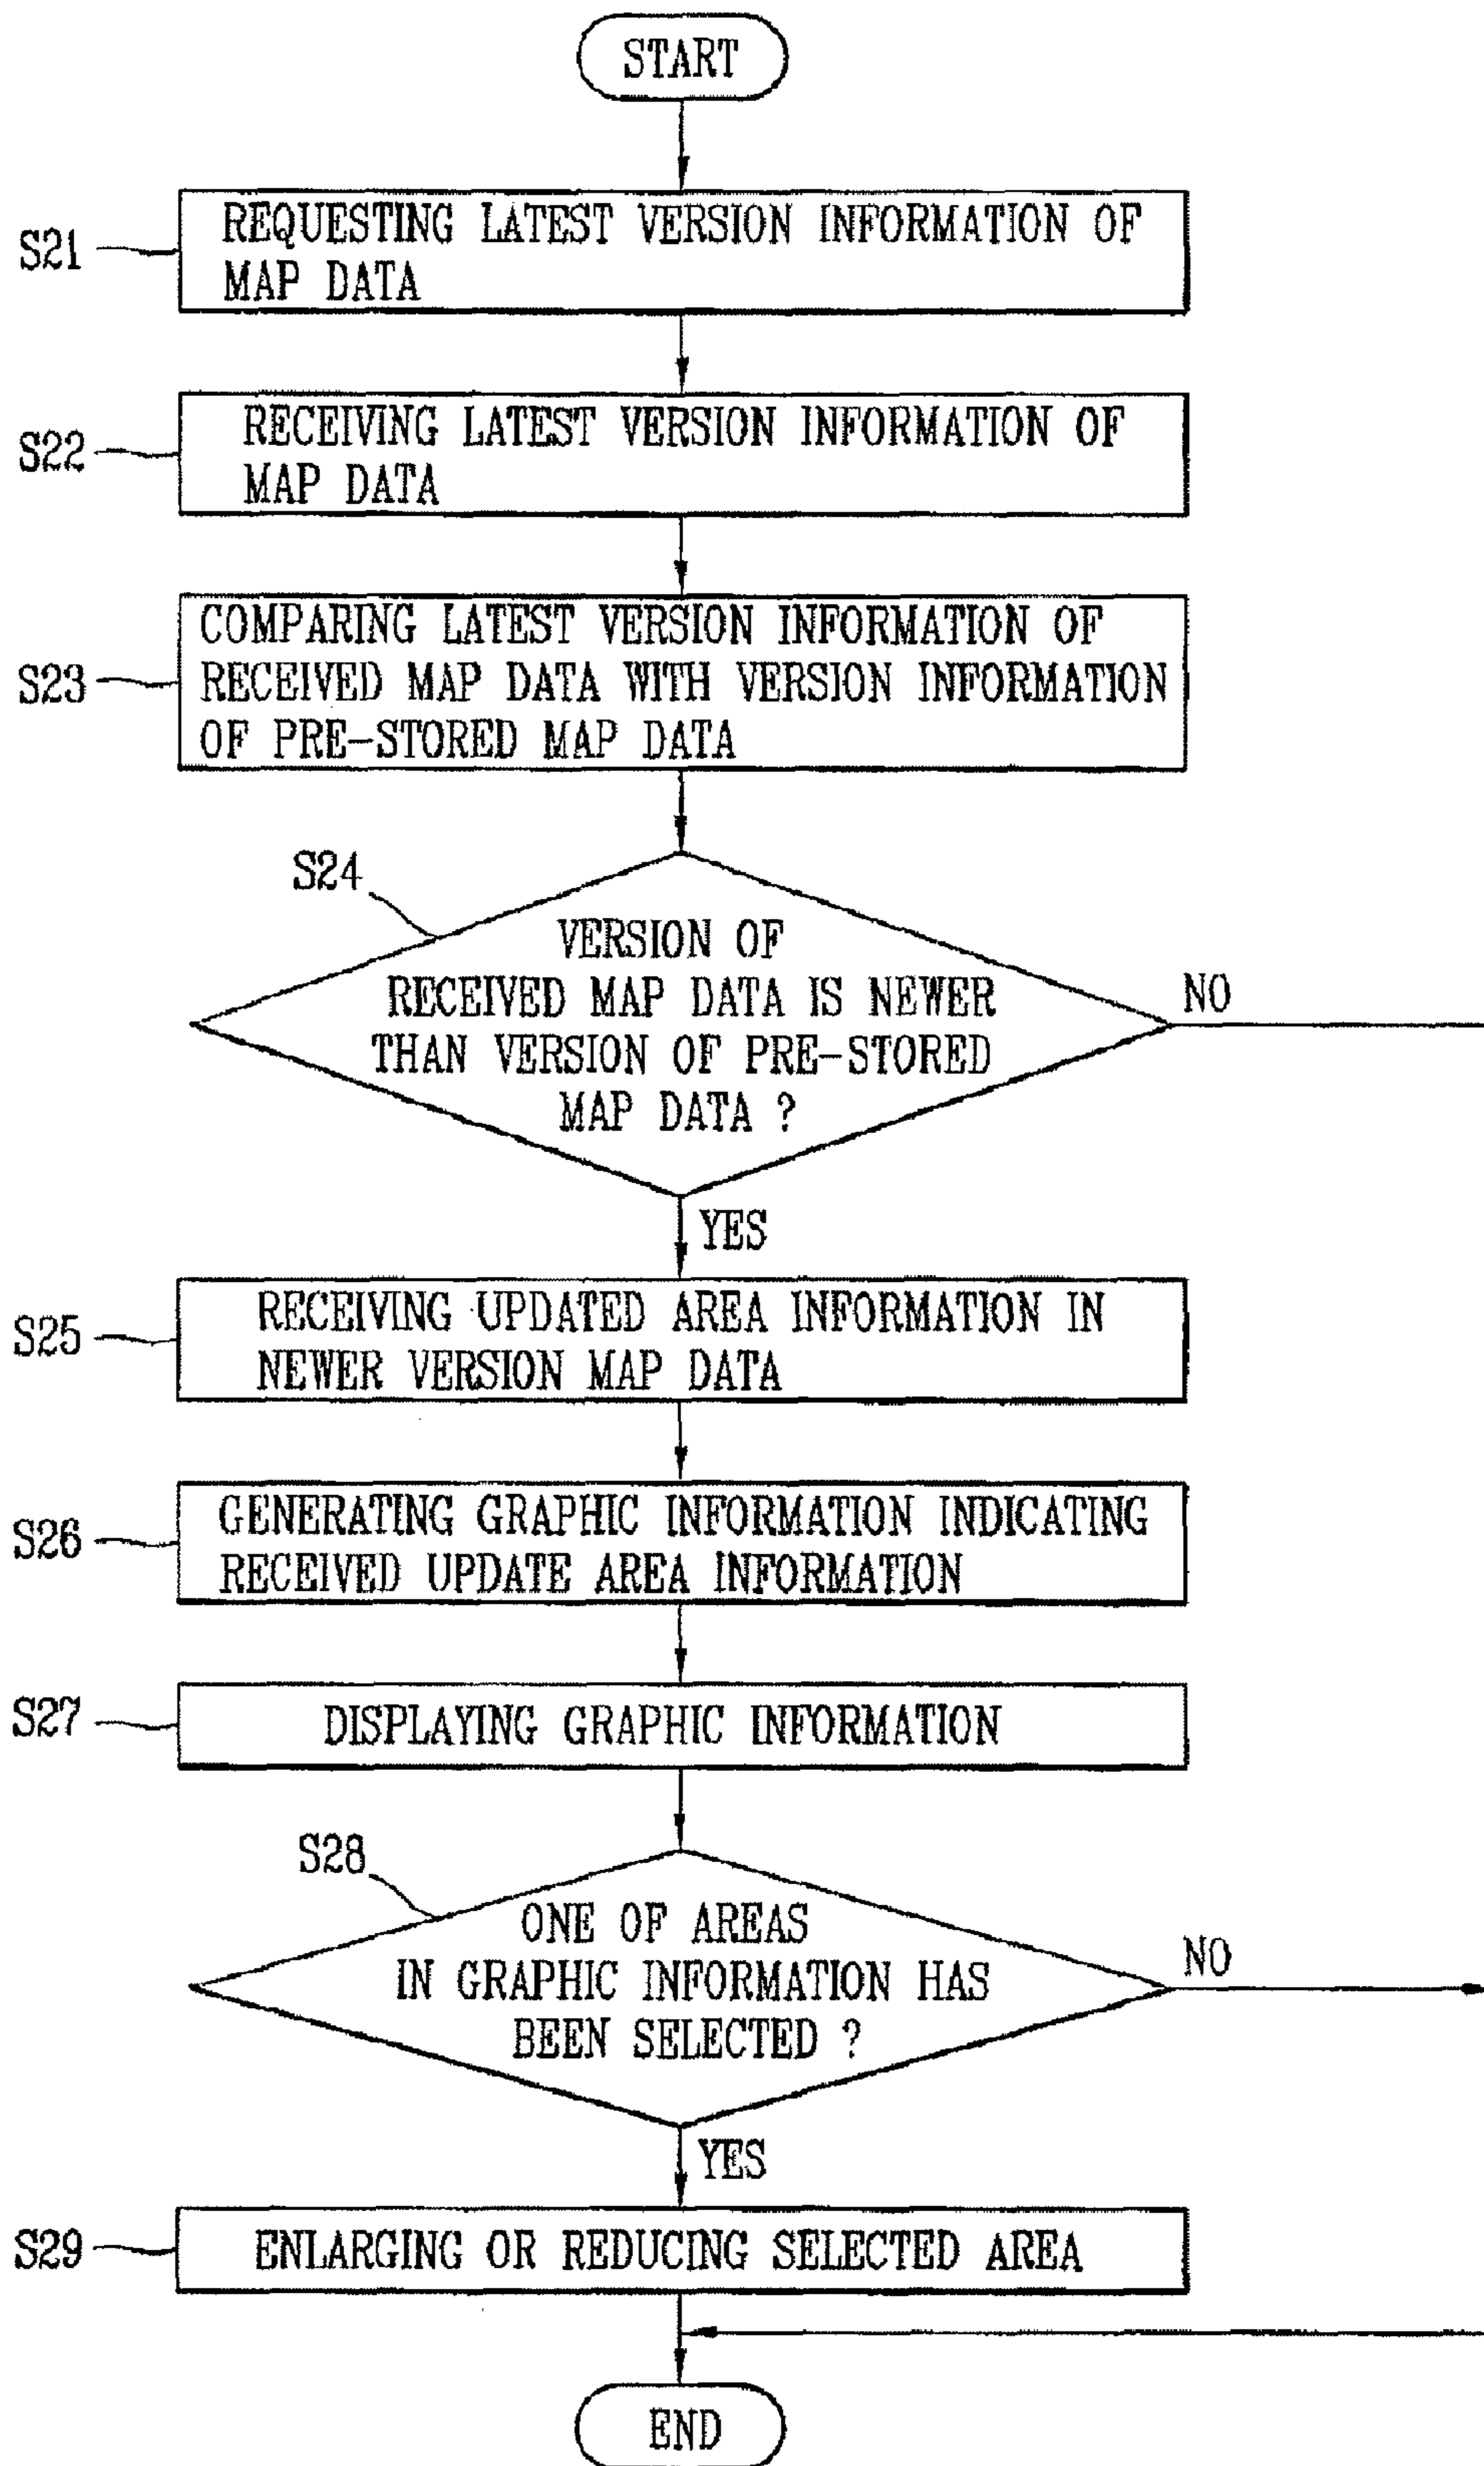 START
S21
REQUESTING LATEST VERSION INFORMATION OF
MAP DATA
S22
RECEIVING LATEST VERSION INFORMATION OF
MAP DATA
S23
COMPARING LATEST VERSION INFORMATION OF
RECEIVED MAP DATA WITH VERSION INFORMATION
OF PRE-STORED MAP DATA
S24
VERSION OF
RECEIVED MAP DATA IS NEWER
THAN VERSION OF PRE-STORED
MAP DATA ?
NO
YES
S25
RECEIVING UPDATED AREA INFORMATION IN
NEWER VERSION MAP DATA
S26
GENERATING GRAPHIC INFORMATION INDICATING
RECEIVED UPDATE AREA INFORMATION
S27
DISPLAYING GRAPHIC INFORMATION
S28
ONE OF AREAS
IN GRAPHIC INFORMATION HAS
BEEN SELECTED ?
NO
YES
S29
ENLARGING OR REDUCING SELECTED AREA
END